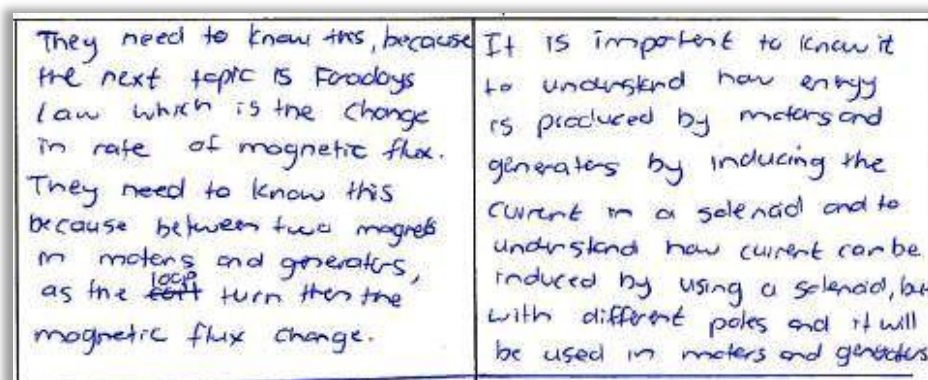 They need to know this, because
the next topic is Faradays
law which is the change
in rate of magnetic flux.
They need to know this
because between two magnets
in motors and generators,
as the loop turn then the
magnetic flux change.
It is important to know it
to understand how energy
is produced by motors and
generators by inducing the
current in a solenoid and to
understand how current can be
induced by using a solenoid, but
with different poles and it will
be used in motors and generators